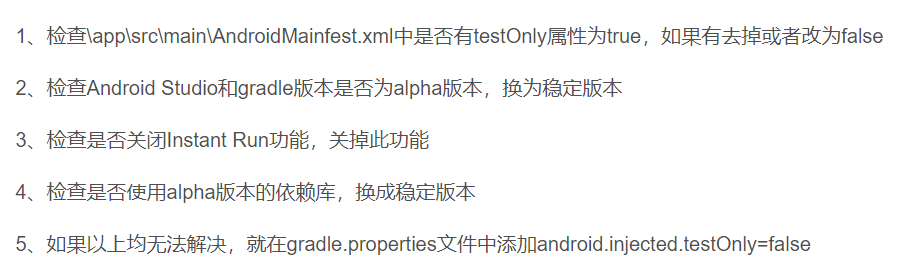 1、检查\app\src\main\AndroidMainfest.xml中是否有testOnly属性为true，如果有去掉或者改为false
2、检查Android Studio和gradle版本是否为alpha版本，换为稳定版本
3、检查是否关闭Instant Run功能，关掉此功能
4、检查是否使用alpha版本的依赖库，换成稳定版本
5、如果以上均无法解决，就在gradle.properties文件中添加android.injected.testOnly=false